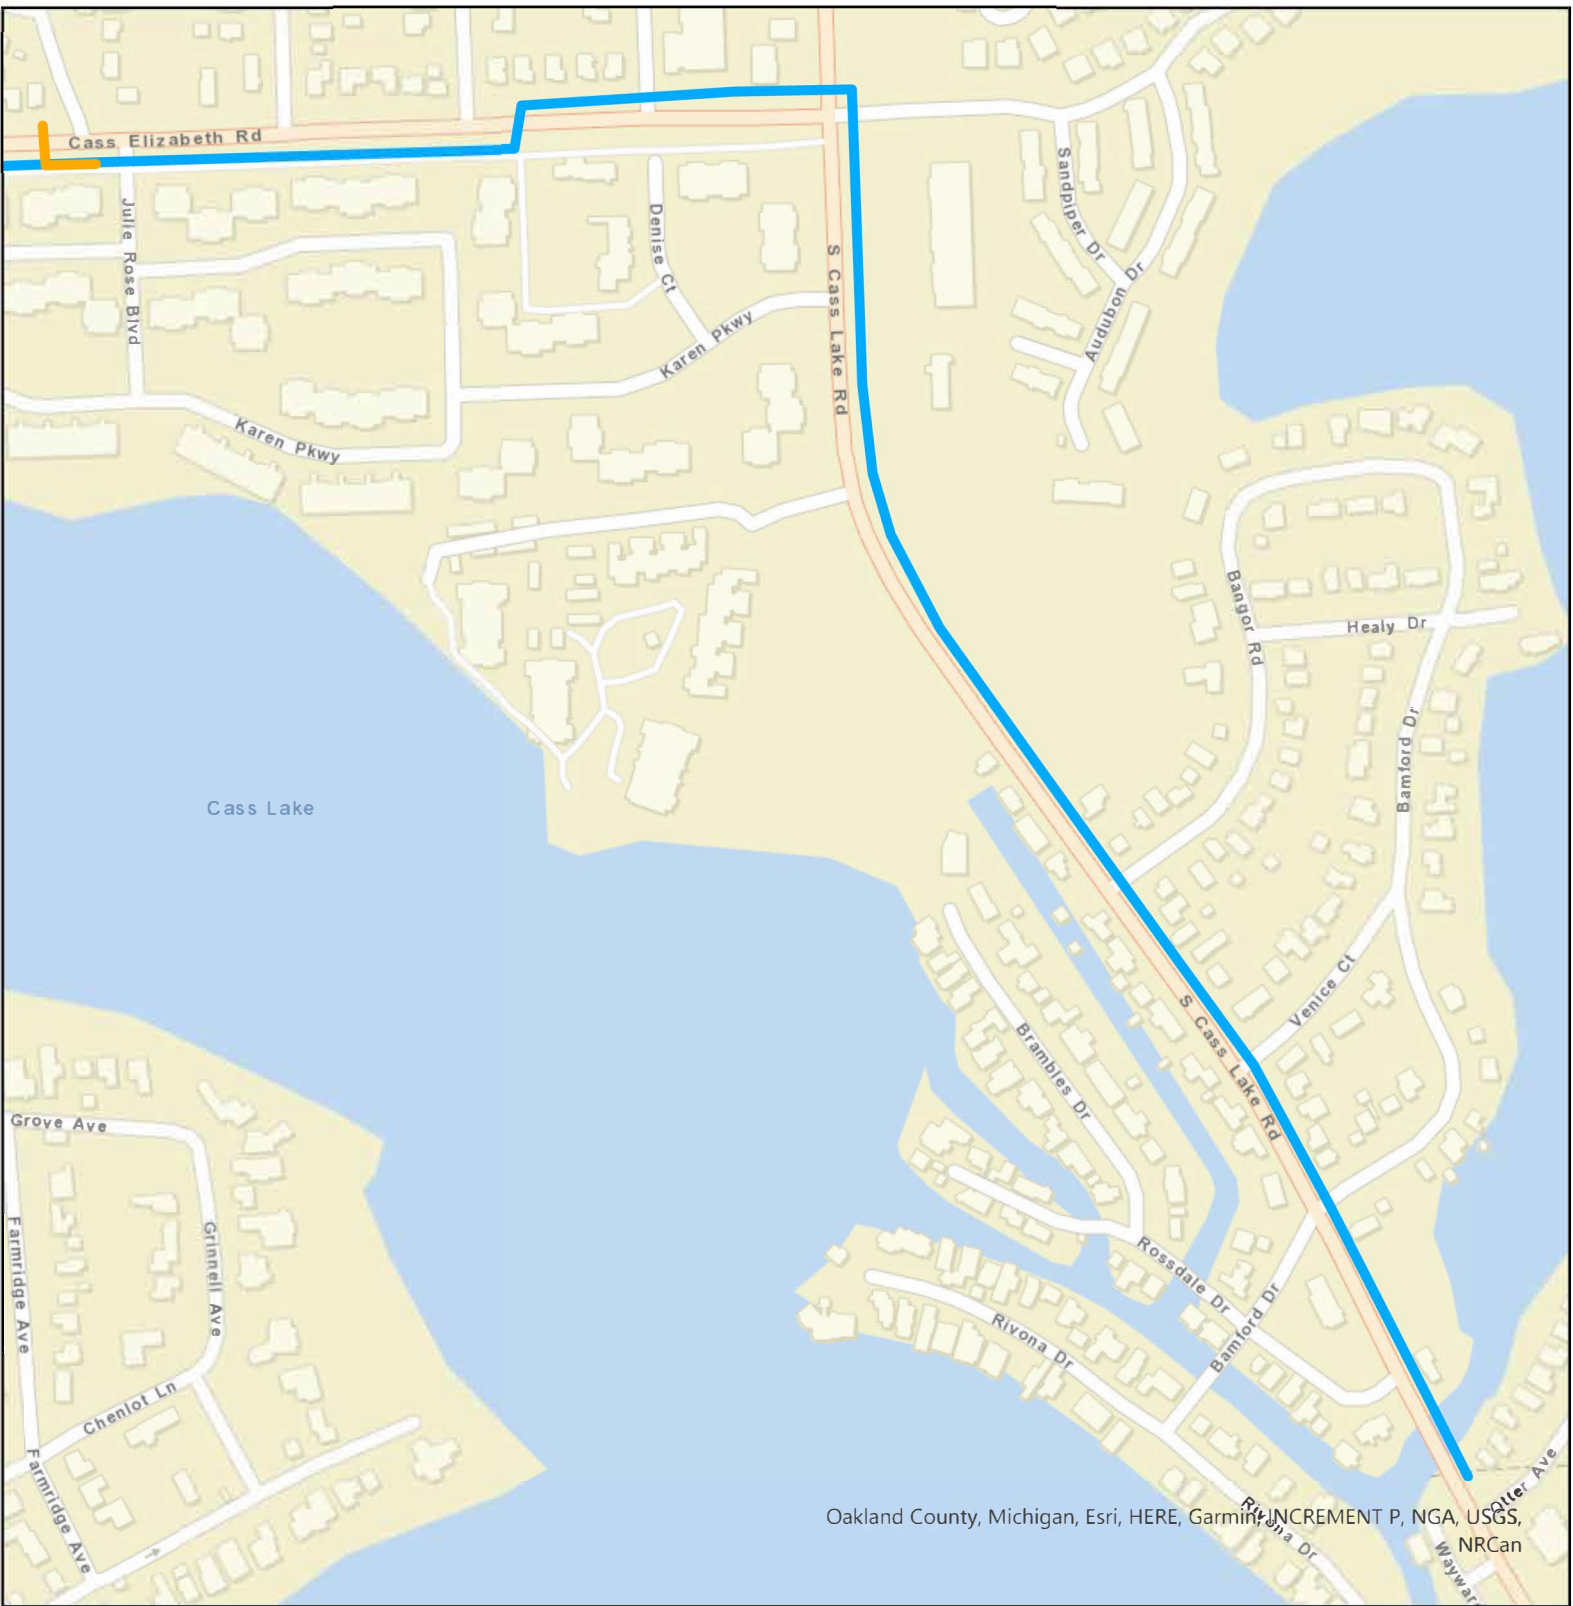 Cass Elizabeth Rd
Julie Rose Blvd
Denise Ct
S Cass Lake Rd
Sandpiper Dr
Audubon Dr
Karen Pkwy
Karen Pkwy
Bangor Rd
Healy Dr
Bamford Dr
Cass Lake
Venice Ct
S Cass Lake Rd
Brambles Dr
Grove Ave
Farmridge Ave
Grinnell Ave
Rossdale Dr
Bamford Dr
Rivona Dr
Chenlot Ln
Farmridge Ave
Otter Ave
Rivona Dr
Oakland County, Michigan, Esri, HERE, Garmin, INCREMENT P, NGA, USGS,
NRCan
Waywar